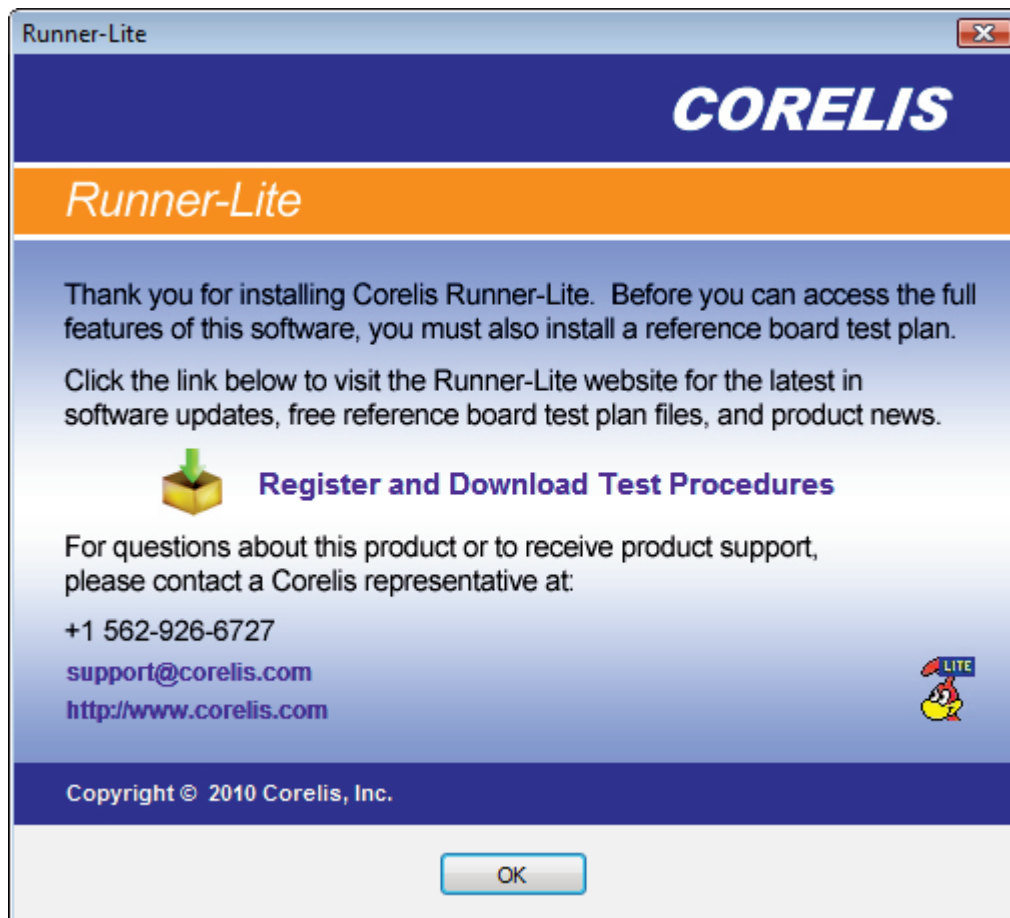 Runner-Lite
CORELIS
Runner-Lite
Thank you for installing Corelis Runner-Lite.  Before you can access the full
features of this software, you must also install a reference board test plan.
Click the link below to visit the Runner-Lite website for the latest in
software updates, free reference board test plan files, and product news.
Register and Download Test Procedures
For questions about this product or to receive product support,
please contact a Corelis representative at:
+1 562-926-6727
support@corelis.com
LITE
http://www.corelis.com
Copyright © 2010 Corelis, Inc.
OK